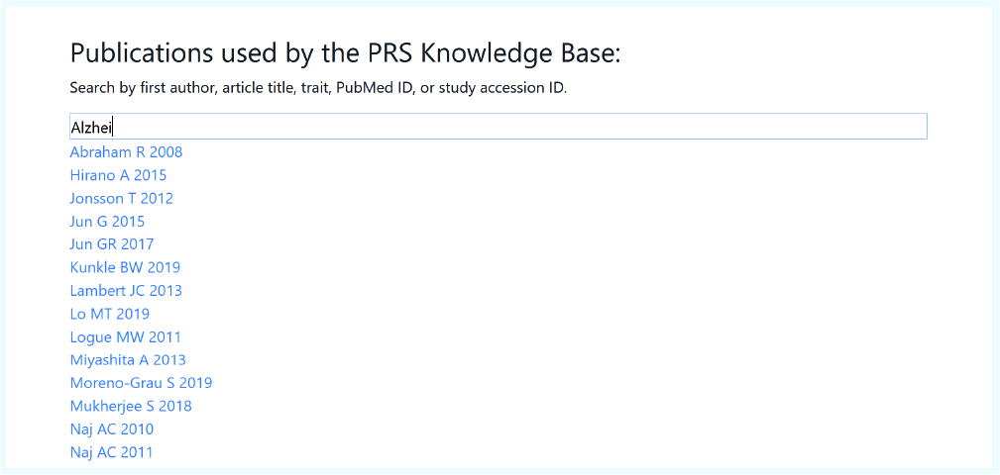 Publications used by the PRS Knowledge Base:
Search by first author, article title, trait, PubMed ID, or study accession ID.
Alzhei
Abraham R 2008
Hirano A 2015
Jonsson T 2012
Jun G 2015
Jun GR 2017
Kunkle BW 2019
Lambert JC 2013
Lo MT 2019
Logue MW 2011
Miyashita A 2013
Moreno-Grau S 2019
Mukherjee S 2018
Naj AC 2010
Naj AC 2011